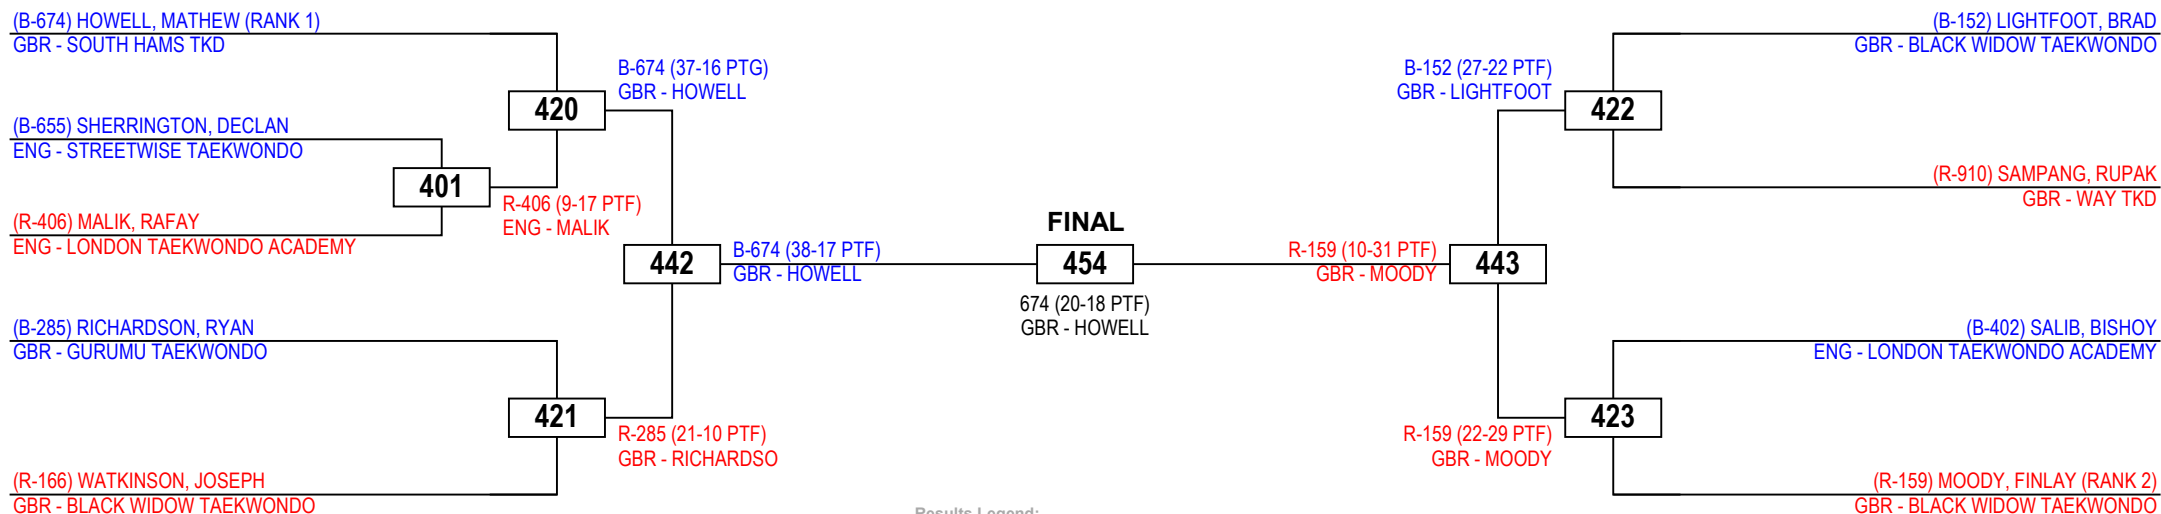 (B-674) HOWELL, MATHEW (RANK 1)
GBR - SOUTH HAMS TKD
B-674 (37-16 PTG)
GBR - HOWELL
420
(B-655) SHERRINGTON, DECLAN
ENG - STREETWISE TAEKWONDO
401
R-406 (9-17 PTF)
ENG - MALIK
(R-406) MALIK, RAFAY
ENG - LONDON TAEKWONDO ACADEMY
442
B-674 (38-17 PTF)
GBR - HOWELL
(B-285) RICHARDSON, RYAN
GBR - GURUMU TAEKWONDO
421
R-285 (21-10 PTF)
GBR - RICHARDSO
(R-166) WATKINSON, JOSEPH
GBR - BLACK WIDOW TAEKWONDO
FINAL
454
674 (20-18 PTF)
GBR - HOWELL
Results Legend:
(B-152) LIGHTFOOT, BRAD
GBR - BLACK WIDOW TAEKWONDO
B-152 (27-22 PTF)
GBR - LIGHTFOOT
422
(R-910) SAMPANG, RUPAK
GBR - WAY TKD
R-159 (10-31 PTF)
GBR - MOODY
443
(B-402) SALIB, BISHOY
ENG - LONDON TAEKWONDO ACADEMY
423
R-159 (22-29 PTF)
GBR - MOODY
(R-159) MOODY, FINLAY (RANK 2)
GBR - BLACK WIDOW TAEKWONDO